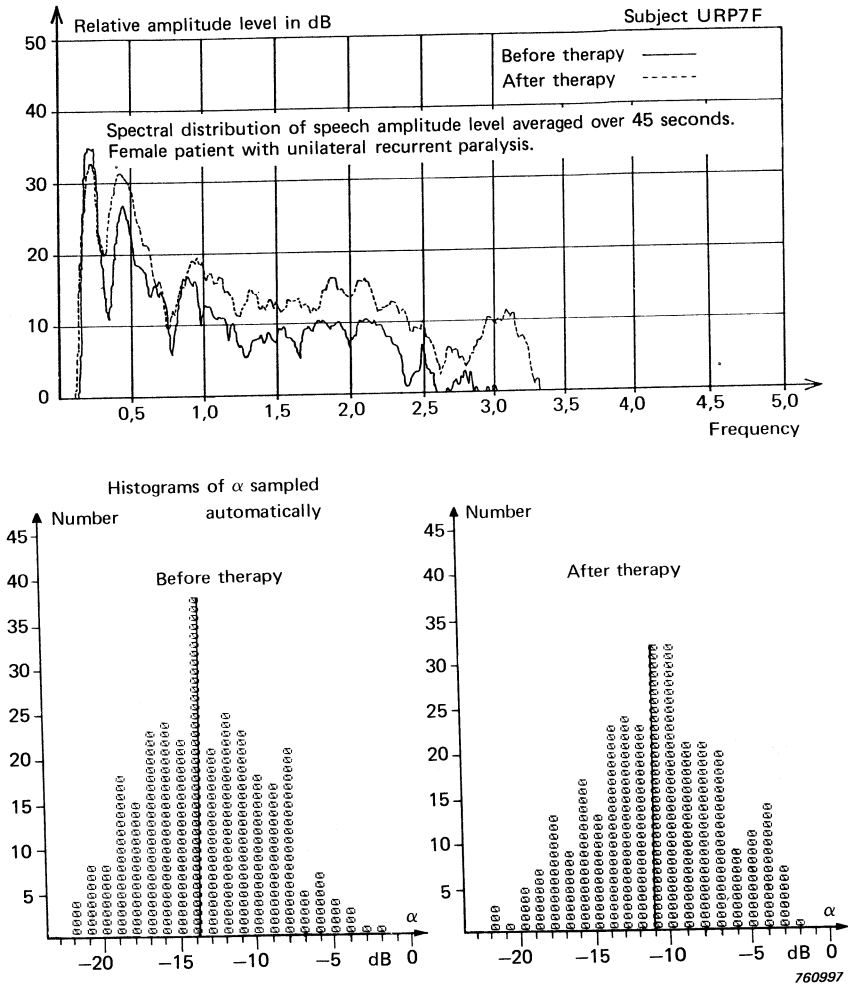 Relative amplitude level in dB
Subject URP7F
50
Before therapy
After therapy
40
Spectral distribution of speech amplitude level averaged over 45 seconds.
Female patient with unilateral recurrent paralysis.
30
20
10
0
0,5 1,0 1,5 2,0 2,5 3,0 3,5 4,0 4,5 5,0
Frequency
Histograms of α sampled
automatically
Number
Before therapy
45
40
35
30
25
20
15
10
5
α
−20 −15 −10 −5 dB 0
Number
After therapy
45
40
35
30
25
20
15
10
5
α
−20 −15 −10 −5 dB 0
760997